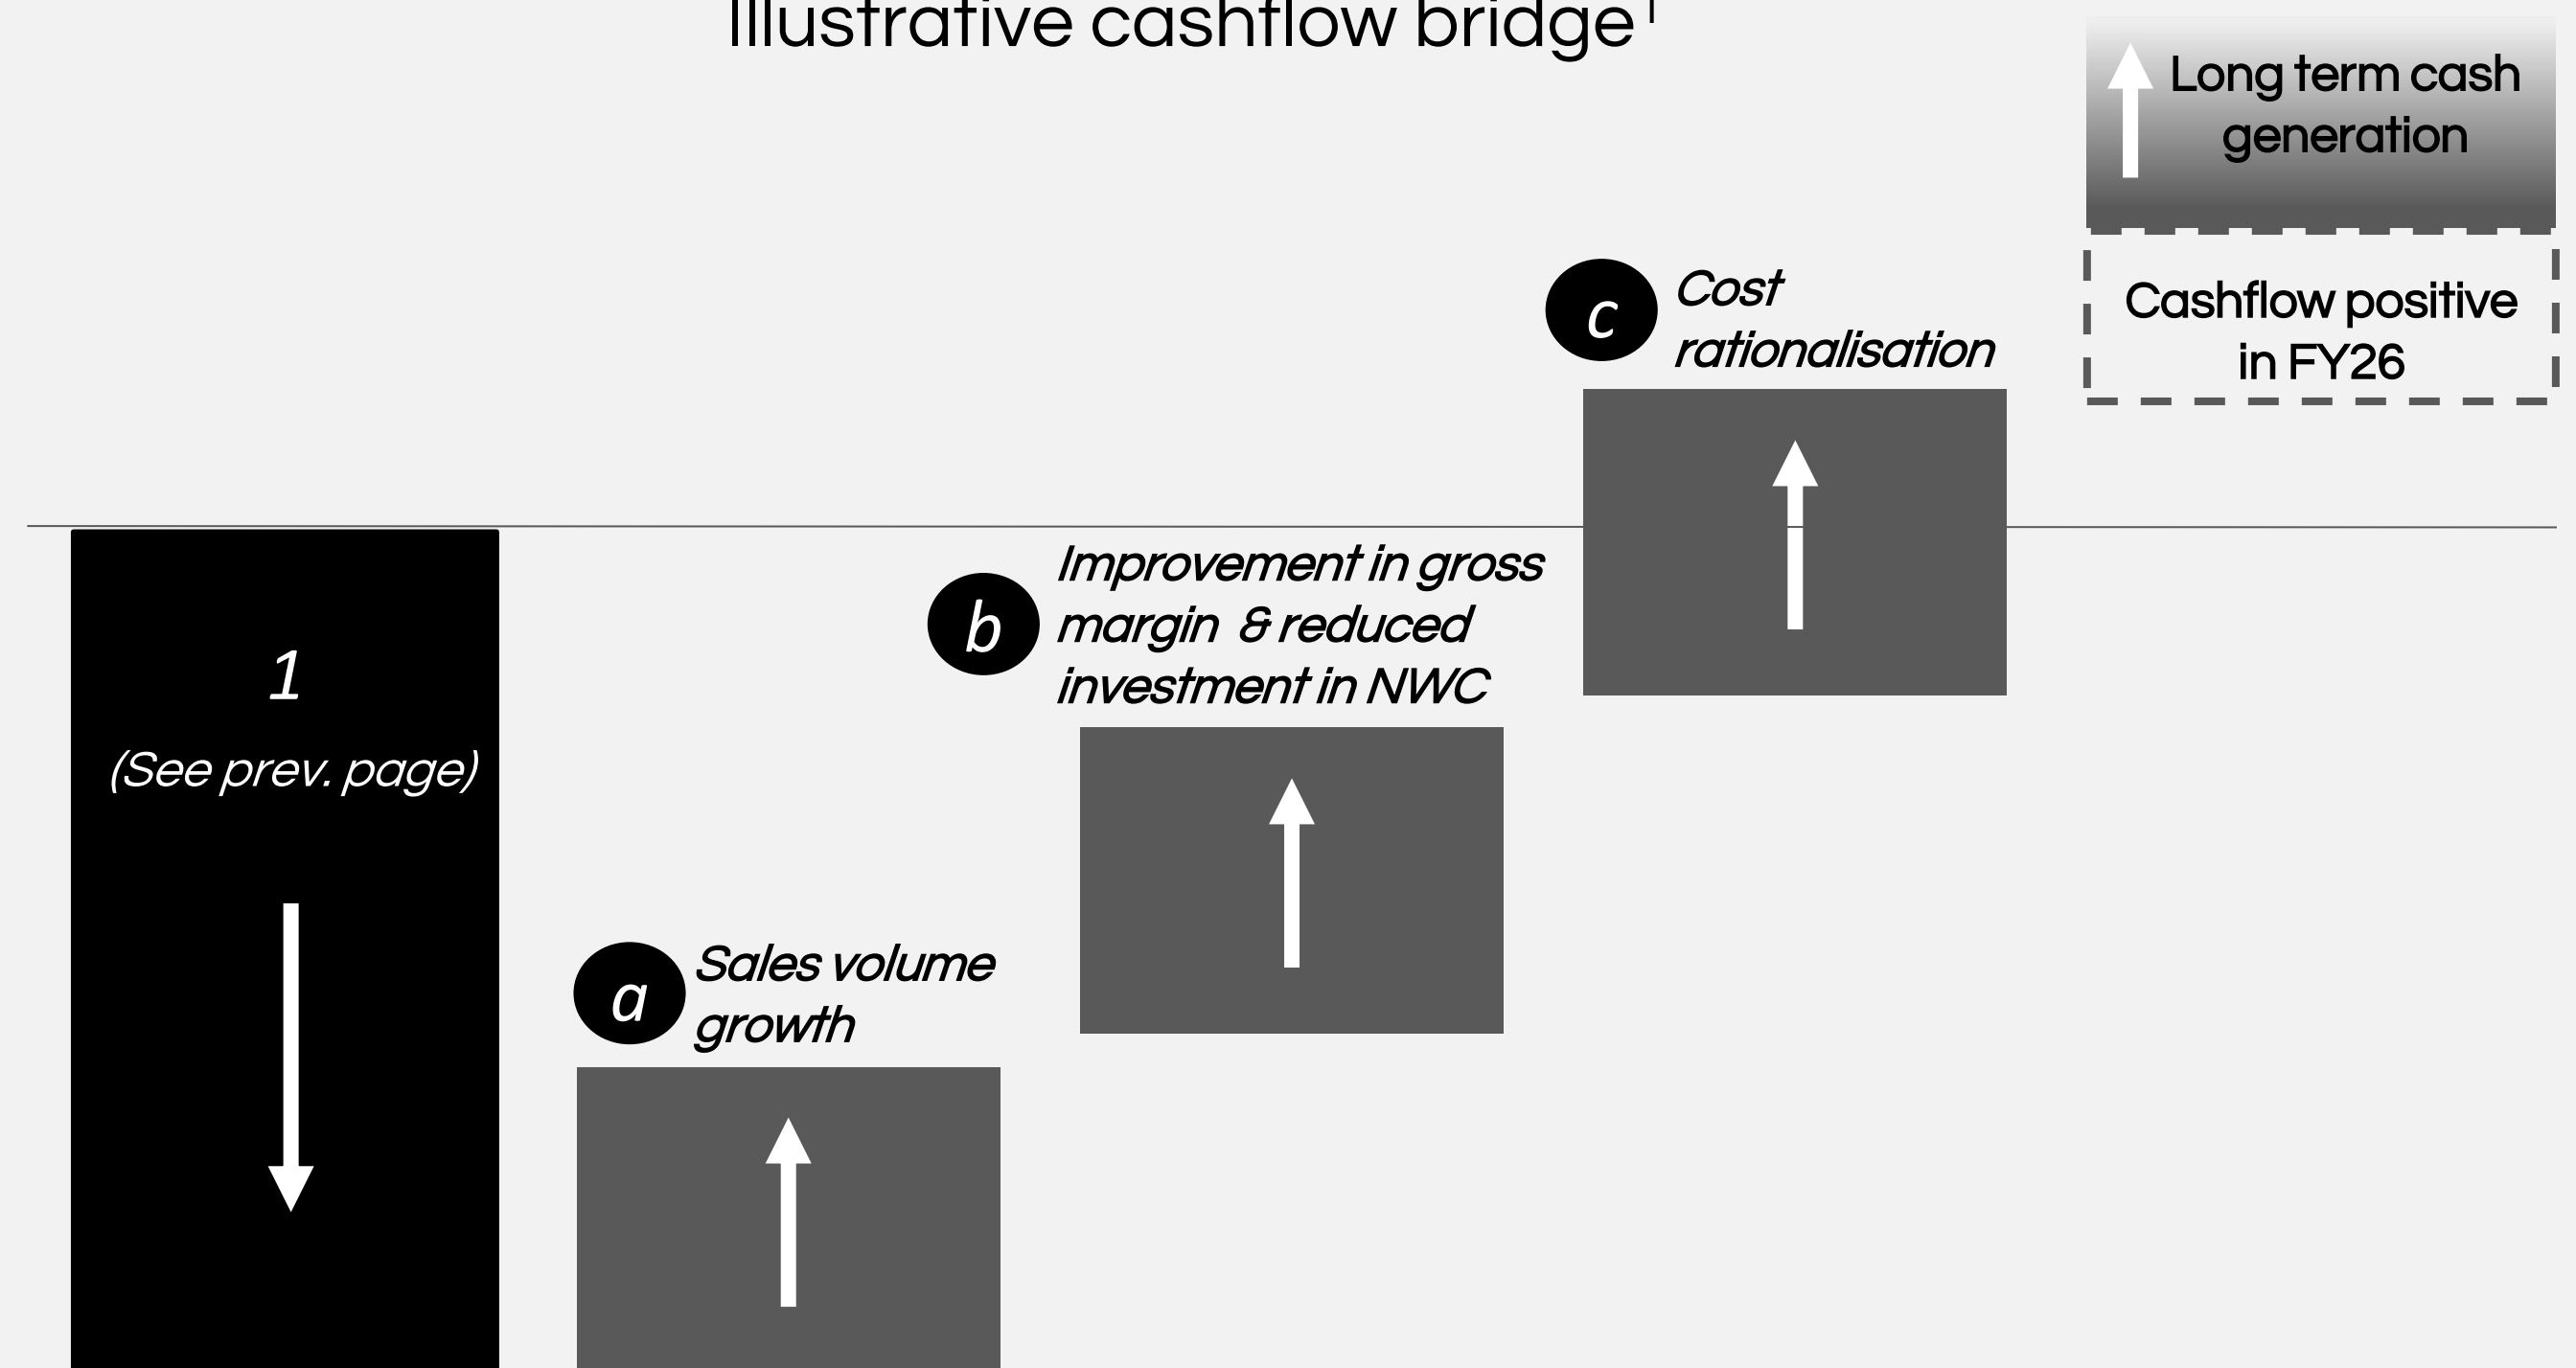 Illustrative cashflow bridge¹
Long term cash
generation
Cashflow positive
in FY26
c
Cost
rationalisation
b
Improvement in gross
margin & reduced
investment in NWC
1
(See prev. page)
a
Sales volume
growth